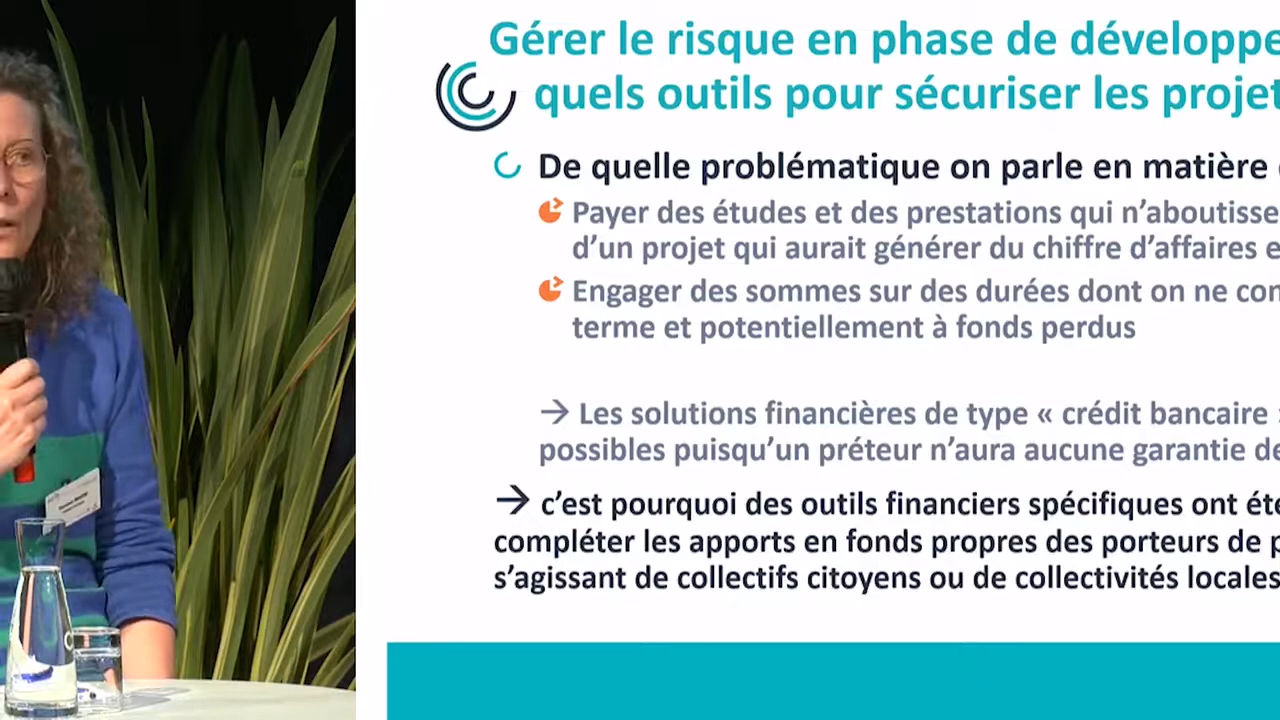 Gérer le risque en phase de développe
quels outils pour sécuriser les projet
De quelle problématique on parle en matière
Payer des études et des prestations qui n'aboutisse
d'un projet qui aurait générer du chiffre d'affaires e
Engager des sommes sur des durées dont on ne con
terme et potentiellement à fonds perdus
→ Les solutions financières de type « crédit bancaire
possibles puisqu'un préteur n'aura aucune garantie de
→ c'est pourquoi des outils financiers spécifiques ont éte
compléter les apports en fonds propres des porteurs de p
s'agissant de collectifs citoyens ou de collectivités locales